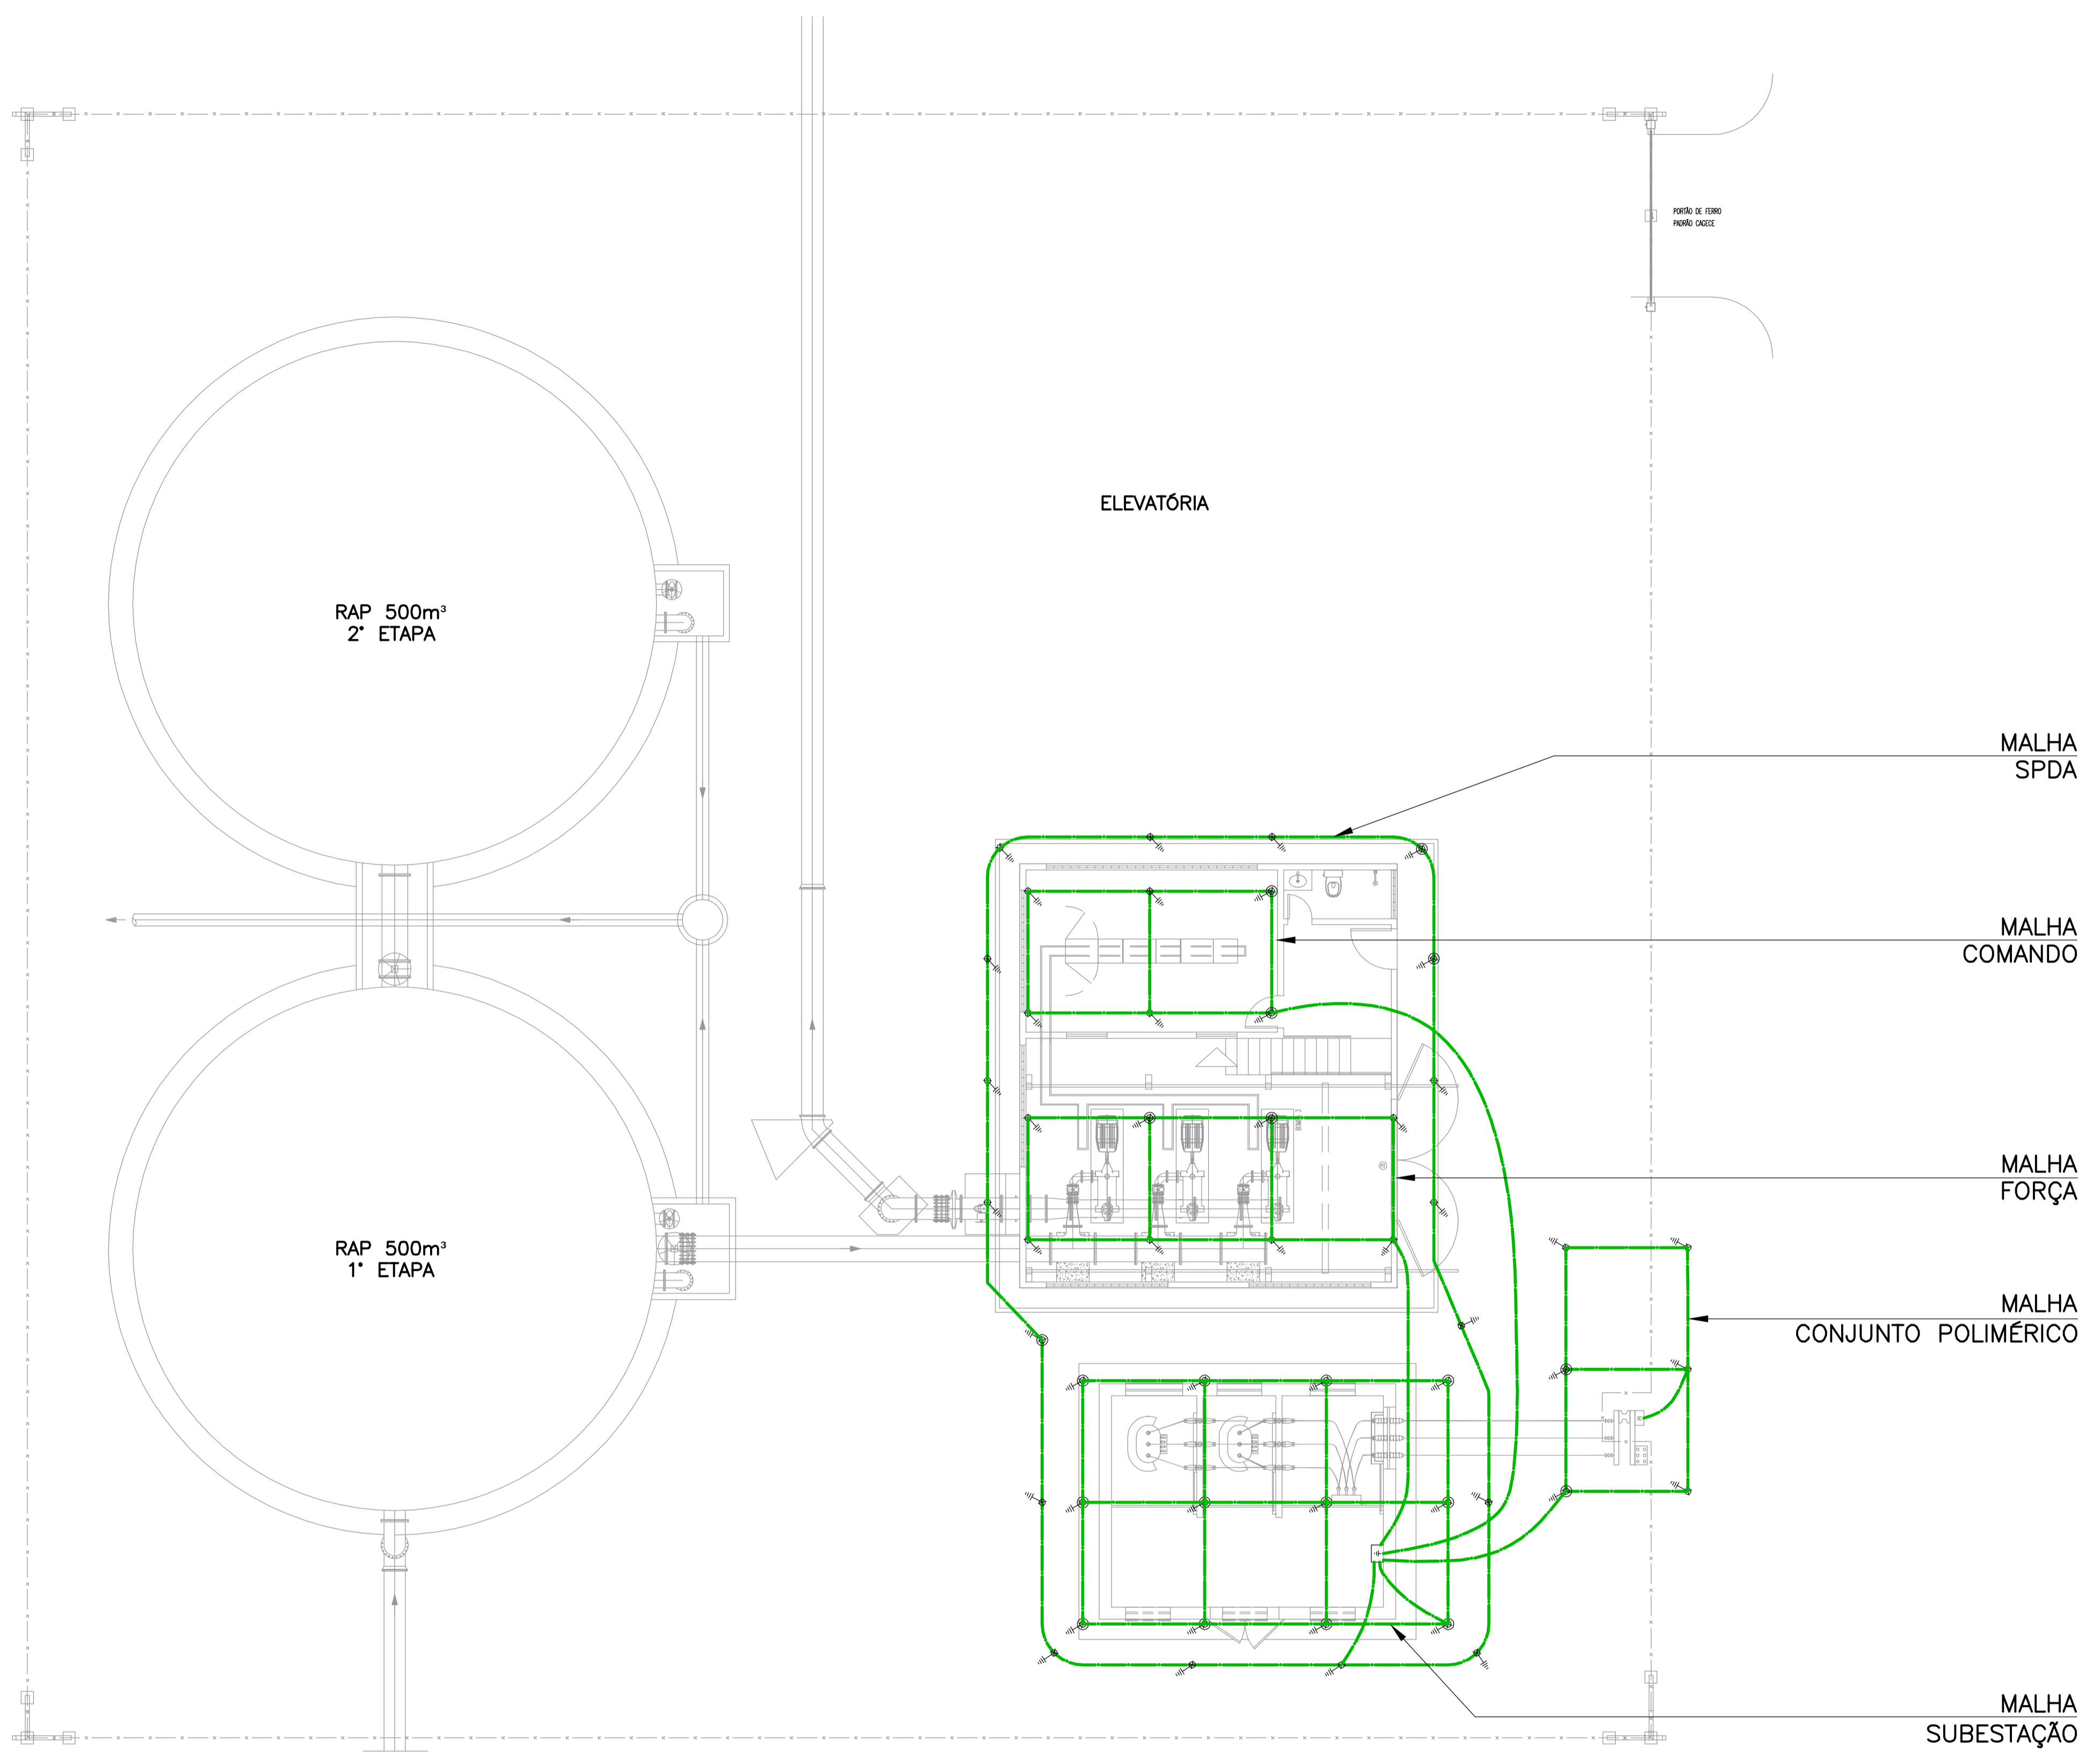 PORTÃO DE FERRO
PADRÃO CAGECE
ELEVATÓRIA
RAP 500m³
2° ETAPA
MALHA
SPDA
MALHA
COMANDO
MALHA
FORÇA
RAP 500m³
1° ETAPA
MALHA
CONJUNTO POLIMÉRICO
MALHA
SUBESTAÇÃO